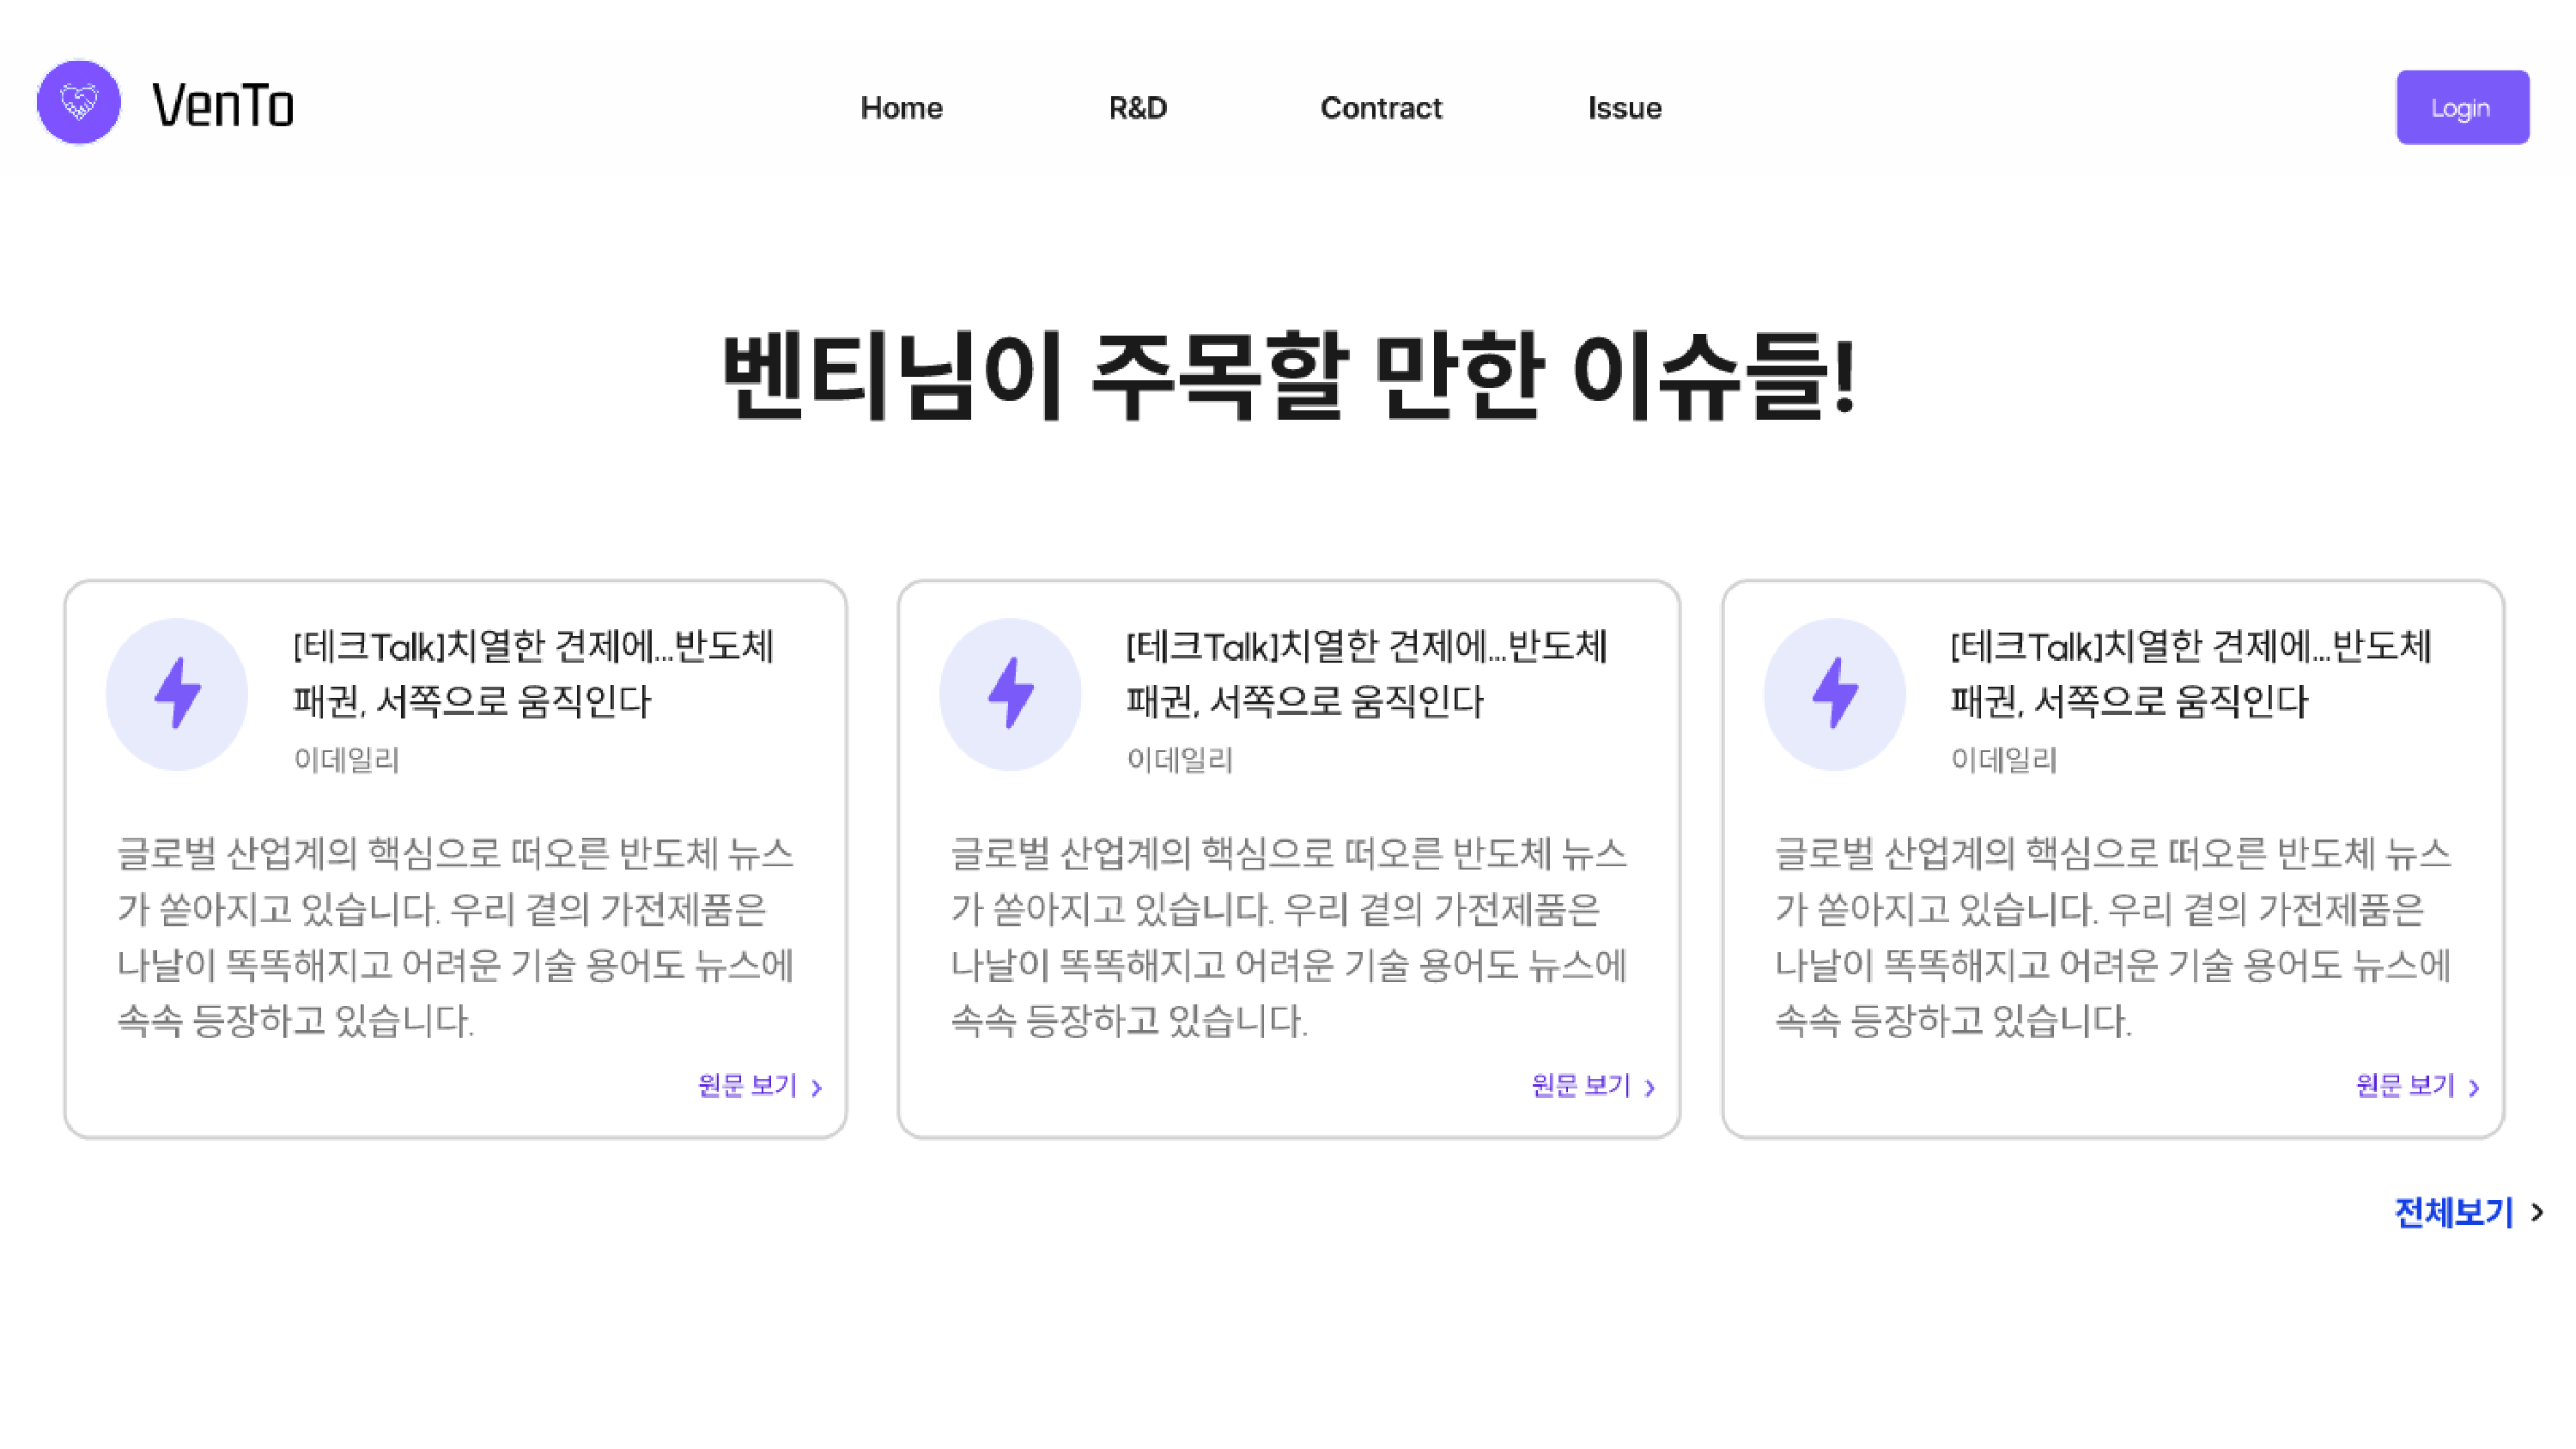 VenTo
Home R&D Contract Issue
Login
벤티님이 주목할 만한 이슈들!
[테크Talk]치열한 견제에...반도체
패권, 서쪽으로 움직인다
이데일리
글로벌 산업계의 핵심으로 떠오른 반도체 뉴스
가 쏟아지고 있습니다. 우리 곁의 가전제품은
나날이 똑똑해지고 어려운 기술 용어도 뉴스에
속속 등장하고 있습니다.
원문 보기 >
[테크Talk]치열한 견제에...반도체
패권, 서쪽으로 움직인다
이데일리
글로벌 산업계의 핵심으로 떠오른 반도체 뉴스
가 쏟아지고 있습니다. 우리 곁의 가전제품은
나날이 똑똑해지고 어려운 기술 용어도 뉴스에
속속 등장하고 있습니다.
원문 보기 >
[테크Talk]치열한 견제에...반도체
패권, 서쪽으로 움직인다
이데일리
글로벌 산업계의 핵심으로 떠오른 반도체 뉴스
가 쏟아지고 있습니다. 우리 곁의 가전제품은
나날이 똑똑해지고 어려운 기술 용어도 뉴스에
속속 등장하고 있습니다.
원문 보기 >
전체보기 >